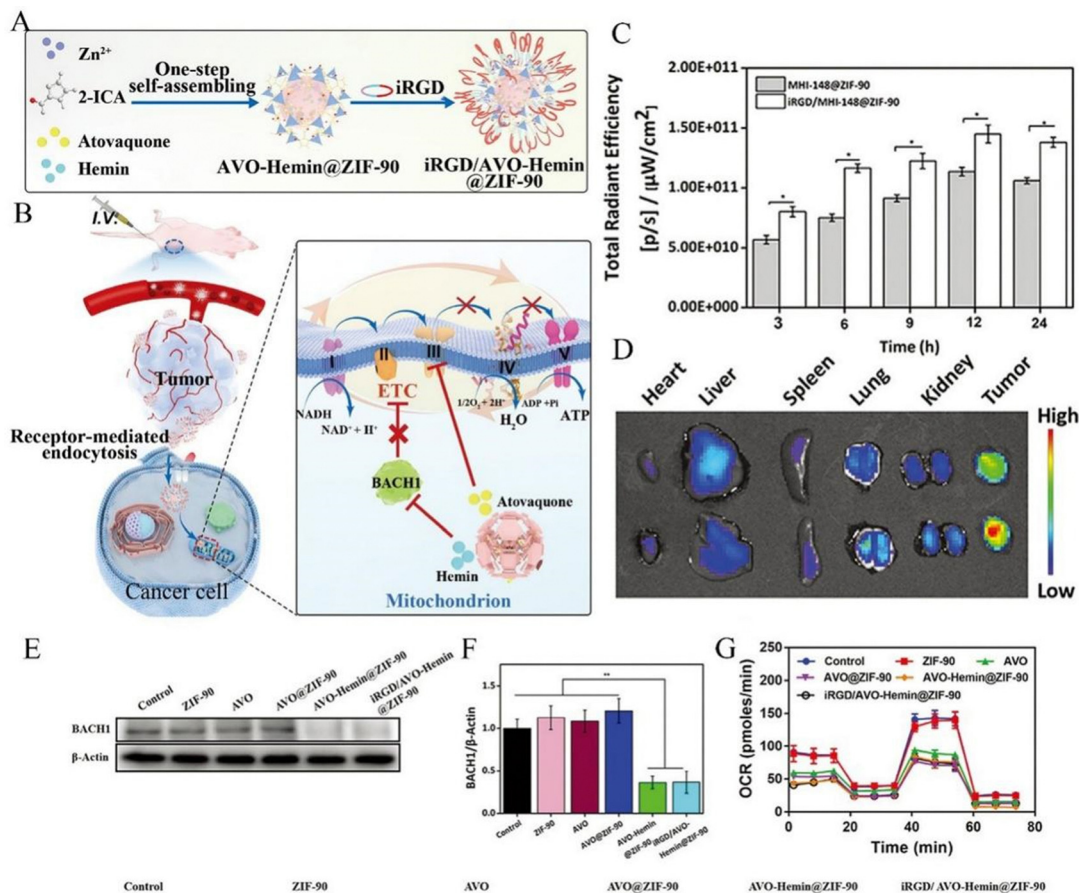 A
Zn2+
2-ICA
Atovaquone
Hemin
One-step
self-assembling
iRGD
AVO-Hemin@ZIF-90
iRGD/AVO-Hemin
@ZIF-90
B
I.V.
Tumor
Receptor-mediated
endocytosis
Cancer cell
I
II
III
IV
V
ETC
NADH
NAD+ + H+
1/2O2 + 2H+
H2O
ADP +Pi
ATP
BACH1
Atovaquone
Hemin
Mitochondrion
C
Total Radiant Efficiency
[p/s] / [μW/cm2]
2.00E+011
1.50E+011
1.00E+011
5.00E+010
0.00E+000
MHI-148@ZIF-90
iRGD/MHI-148@ZIF-90
* * * * *
3 6 9 12 24
Time (h)
D
Heart Liver Spleen Lung Kidney Tumor
High
Low
E
Control ZIF-90 AVO AVO@ZIF-90 AVO-Hemin@ZIF-90 iRGD/AVO-Hemin
@ZIF-90
BACH1
β-Actin
F
BACH1/β-Actin
1.5
1.0
0.5
0.0
**
Control
ZIF-90
AVO
AVO@ZIF-90
AVO-Hemin
@ZIF-90
iRGD/AVO-
Hemin@ZIF-90
G
OCR (pmoles/min)
250
200
150
100
50
0
Control ZIF-90 AVO
AVO@ZIF-90 AVO-Hemin@ZIF-90
iRGD/AVO-Hemin@ZIF-90
0 20 40 60 80
Time (min)
Control ZIF-90 AVO AVO@ZIF-90 AVO-Hemin@ZIF-90 iRGD/ AVO-Hemin@ZIF-90